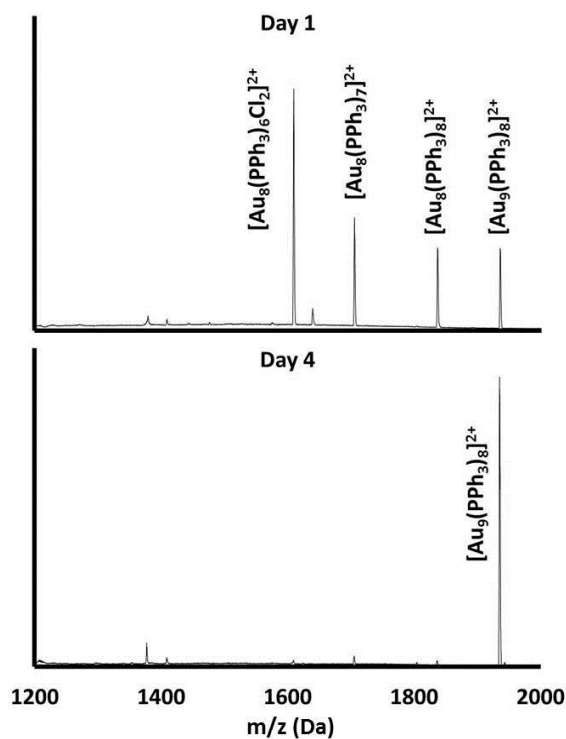 Day 1
[Au₈(PPh₃)₆Cl₂]²⁺
[Au₈(PPh₃)₇]²⁺
[Au₈(PPh₃)₈]²⁺
[Au₉(PPh₃)₈]²⁺
Day 4
[Au₉(PPh₃)₈]²⁺
1200 1400 1600 1800 2000
m/z (Da)